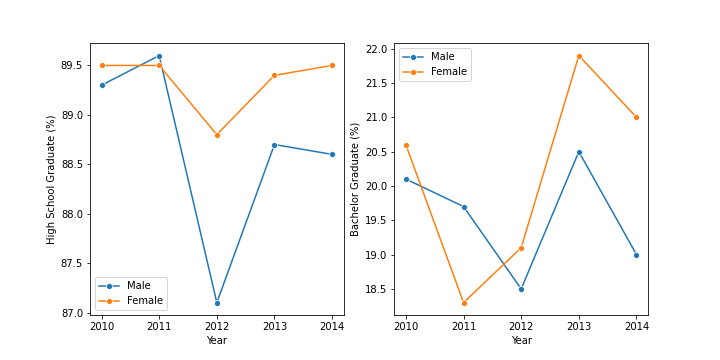 High School Graduate (%)
89.5
89.0
88.5
88.0
87.5
87.0
Male
Female
2010 2011 2012 2013 2014
Year
Bachelor Graduate (%)
22.0
21.5
21.0
20.5
20.0
19.5
19.0
18.5
Male
Female
2010 2011 2012 2013 2014
Year